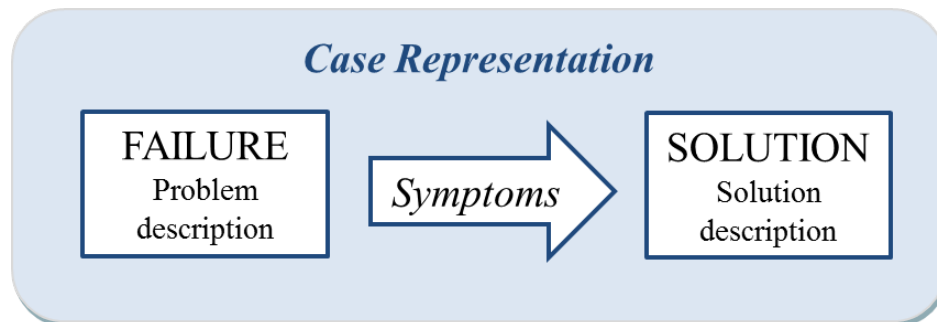 Case Representation
FAILURE
Problem
description
Symptoms
SOLUTION
Solution
description